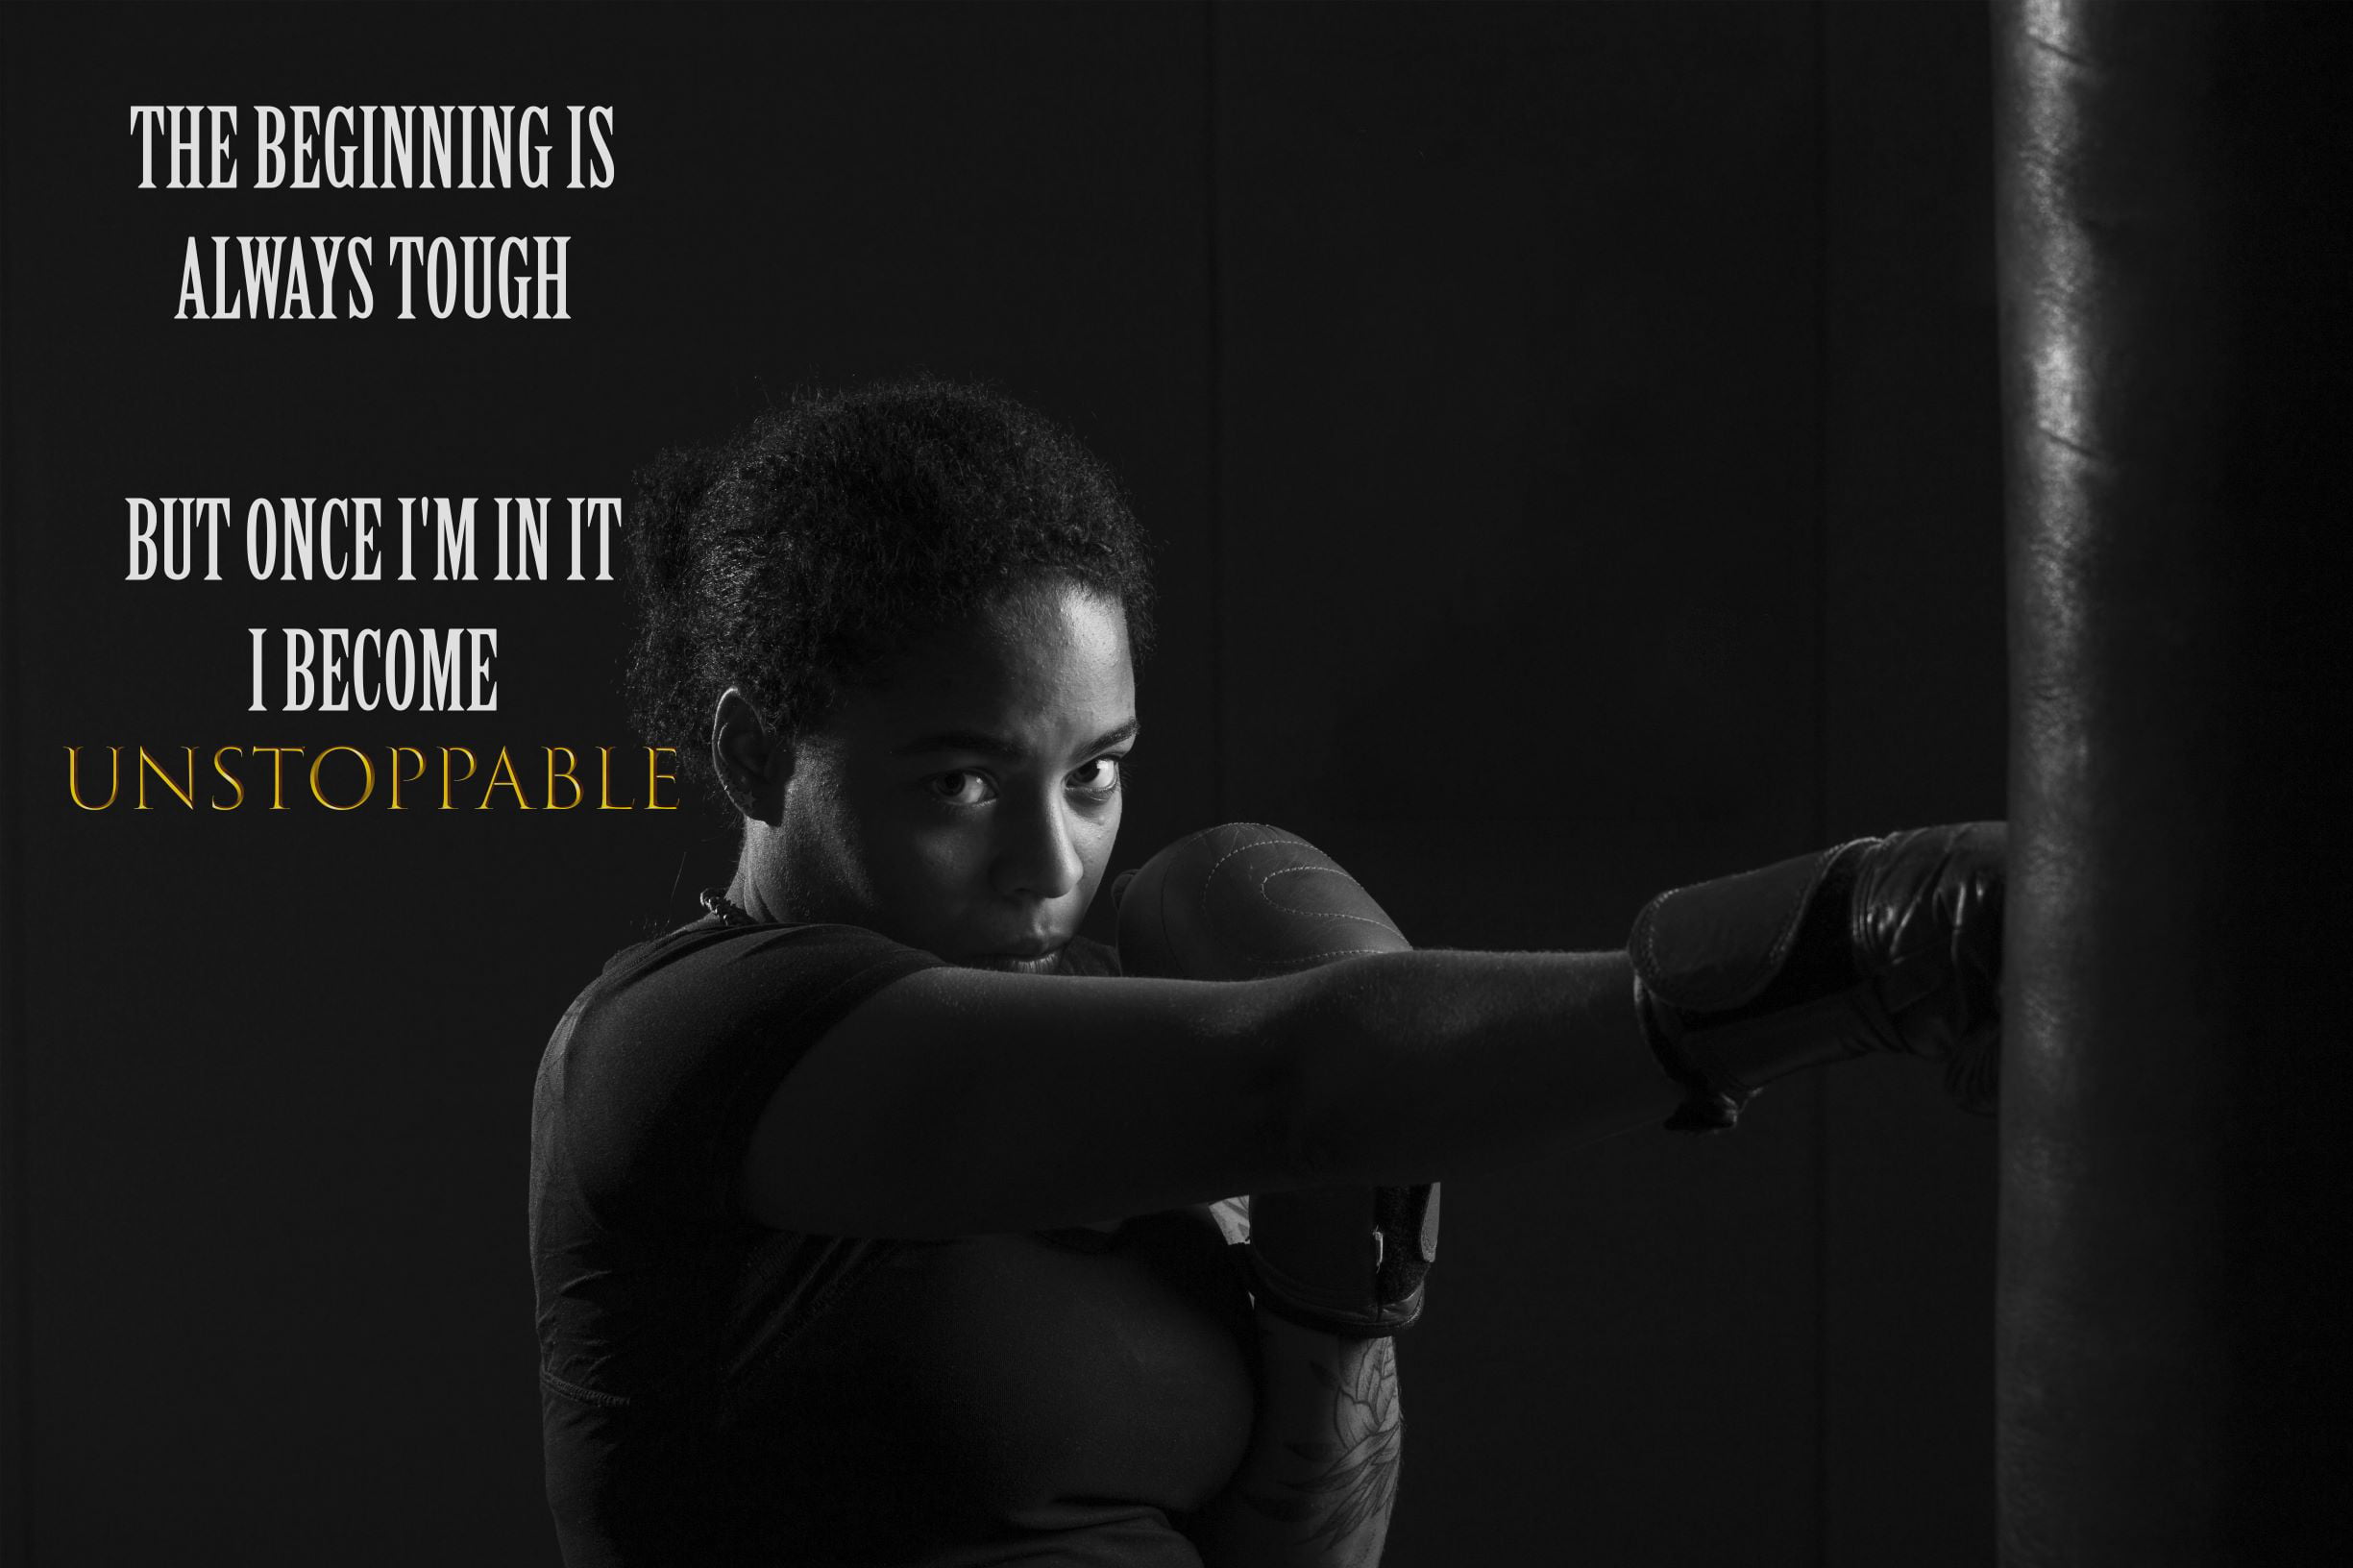 THE BEGINNING IS
ALWAYS TOUGH
BUT ONCE I'M IN IT
I BECOME
UNSTOPPABLE